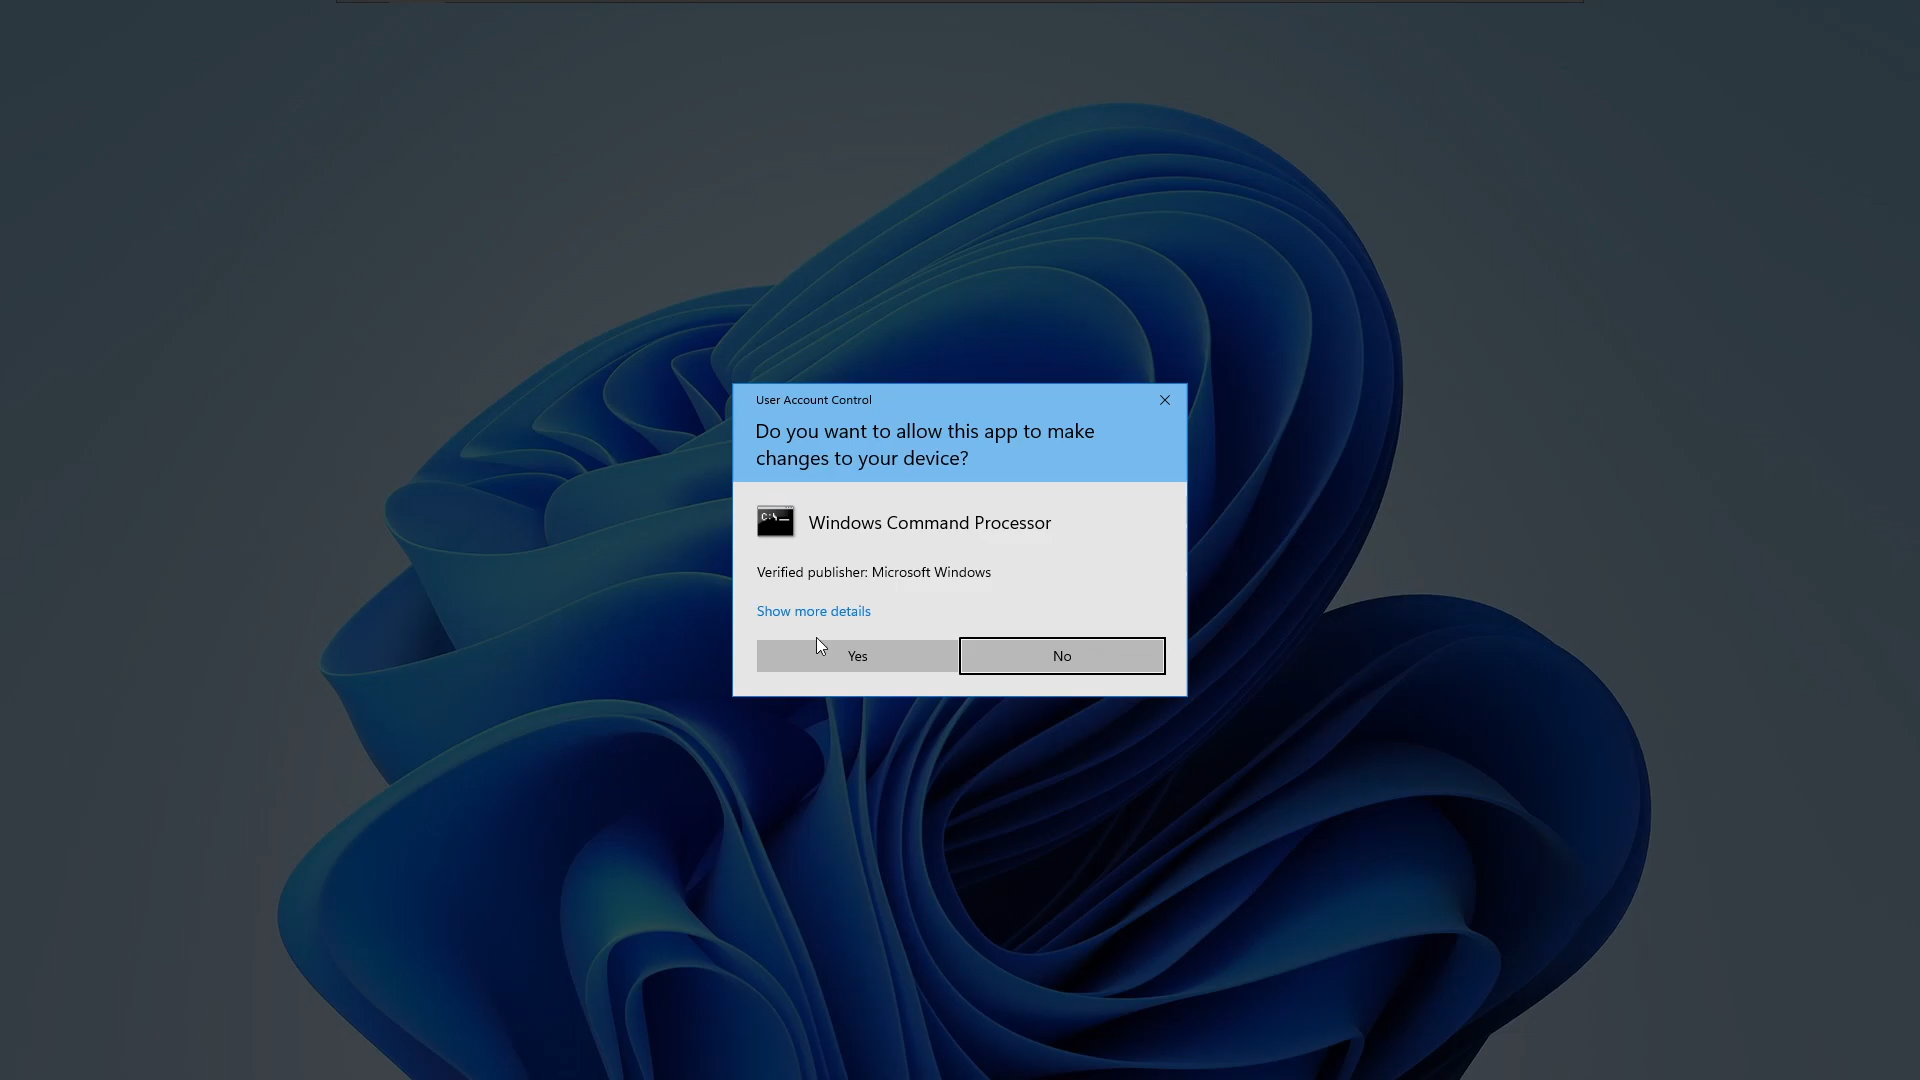 User Account Control
Do you want to allow this app to make
changes to your device?
C:\
Windows Command Processor
Verified publisher: Microsoft Windows
Show more details
Yes
No